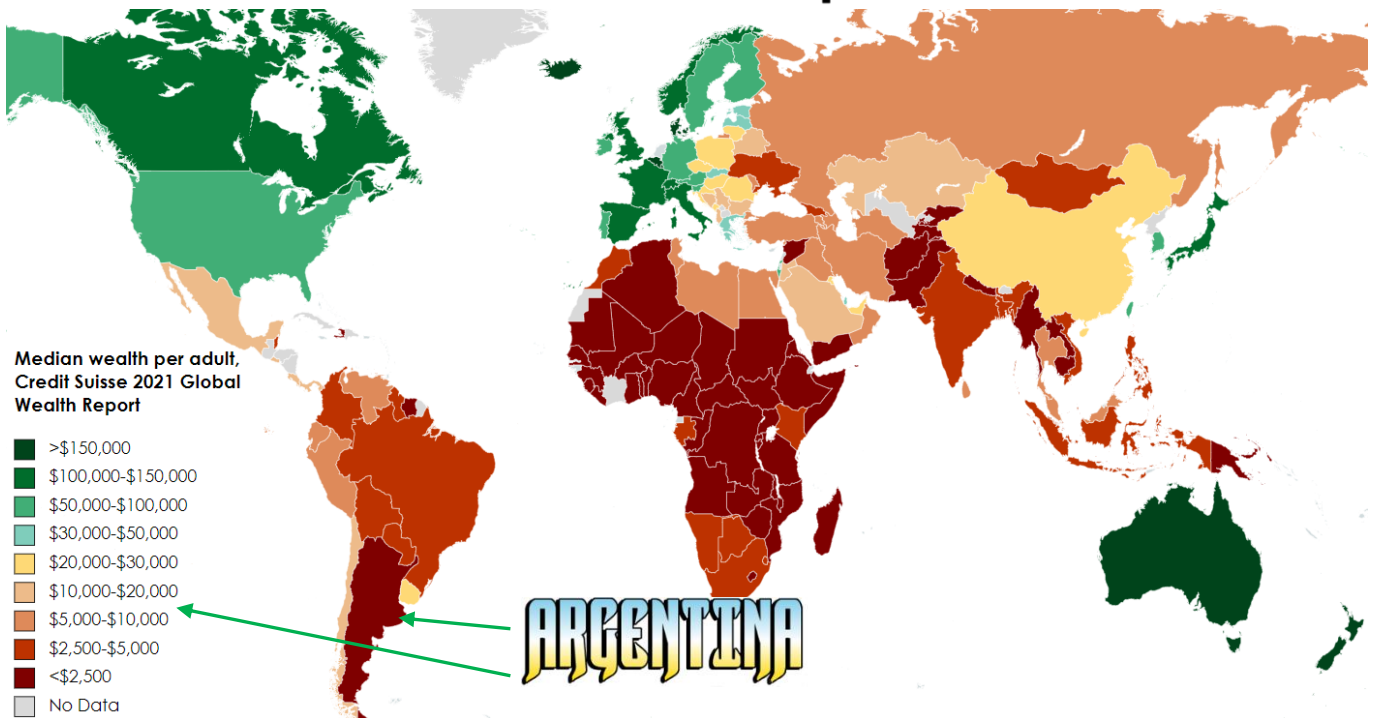 Median wealth per adult,
Credit Suisse 2021 Global
Wealth Report
>$150,000
$100,000-$150,000
$50,000-$100,000
$30,000-$50,000
$20,000-$30,000
$10,000-$20,000
$5,000-$10,000
$2,500-$5,000
<$2,500
No Data
ARGENTINA